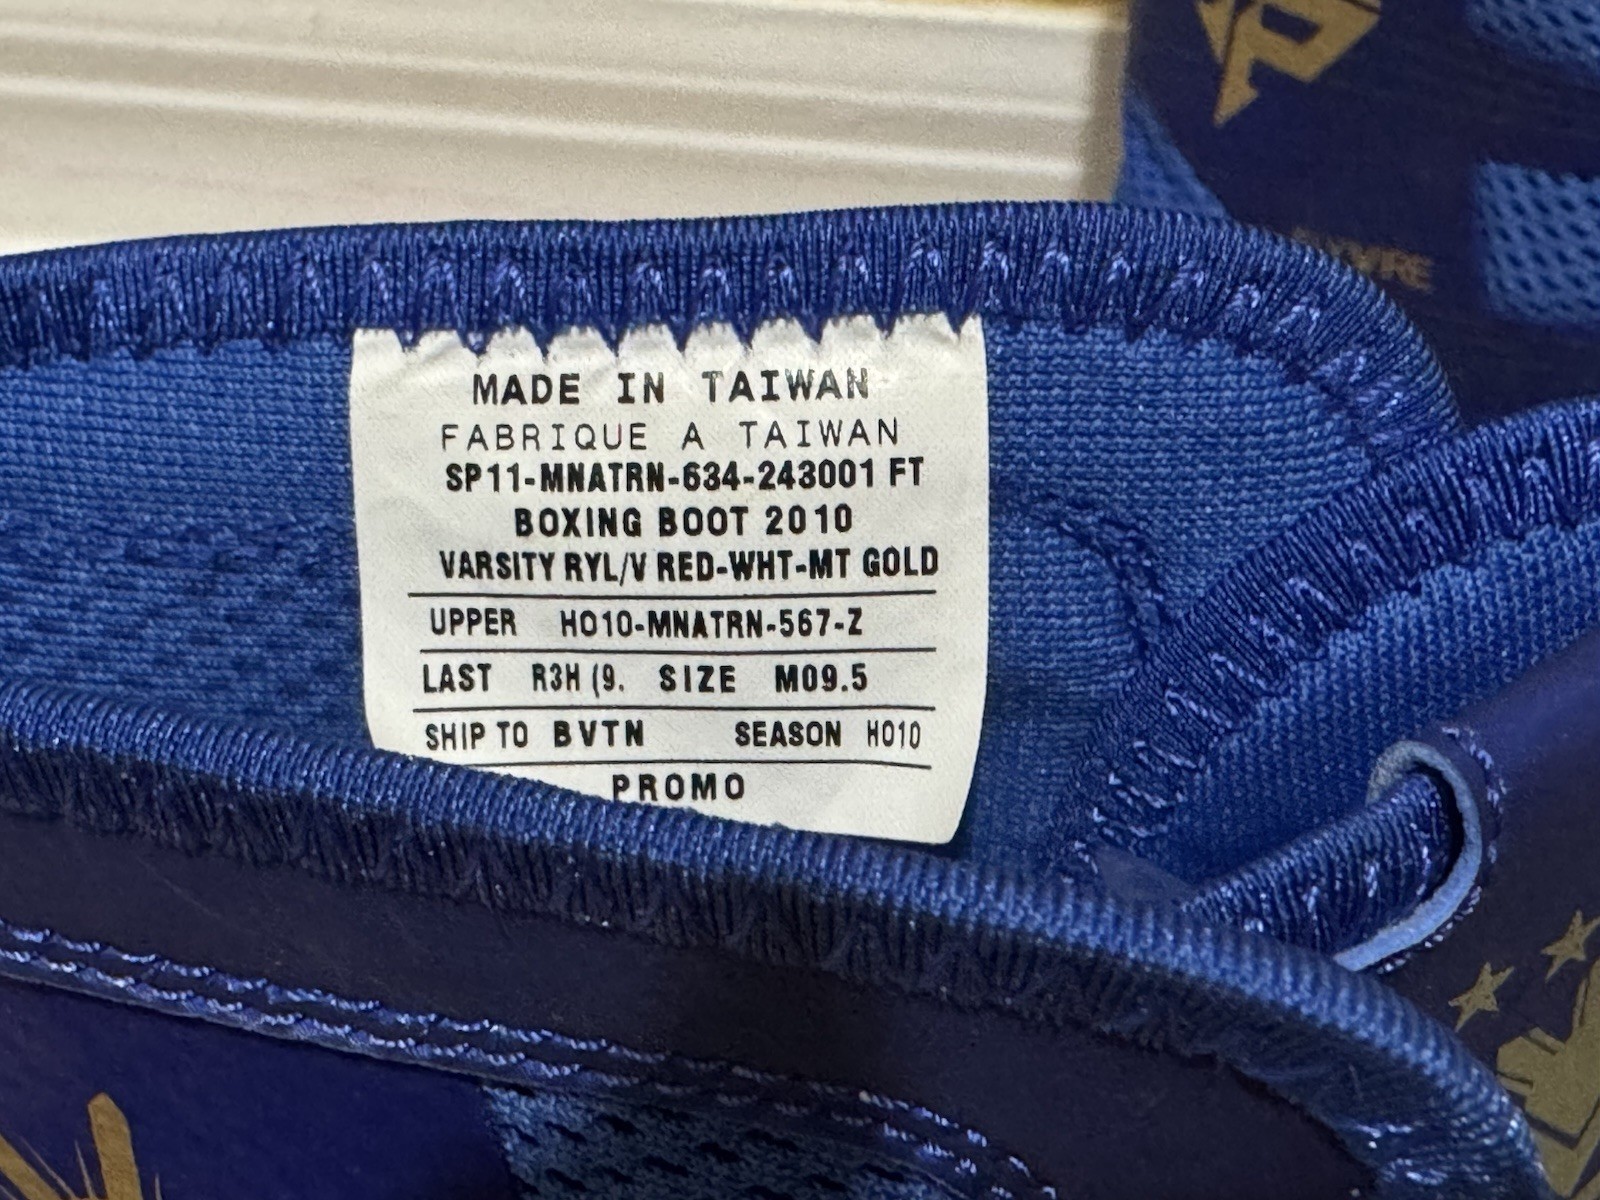 MADE IN TAIWAN
FABRIQUE A TAIWAN
SP11-MNATRN-634-243001 FT
BOXING BOOT 2010
VARSITY RYL/V RED-WHT-MT GOLD
UPPER HO10-MNATRN-567-Z
LAST R3H (9. SIZE M09.5
SHIP TO BVTN SEASON HO10
PROMO